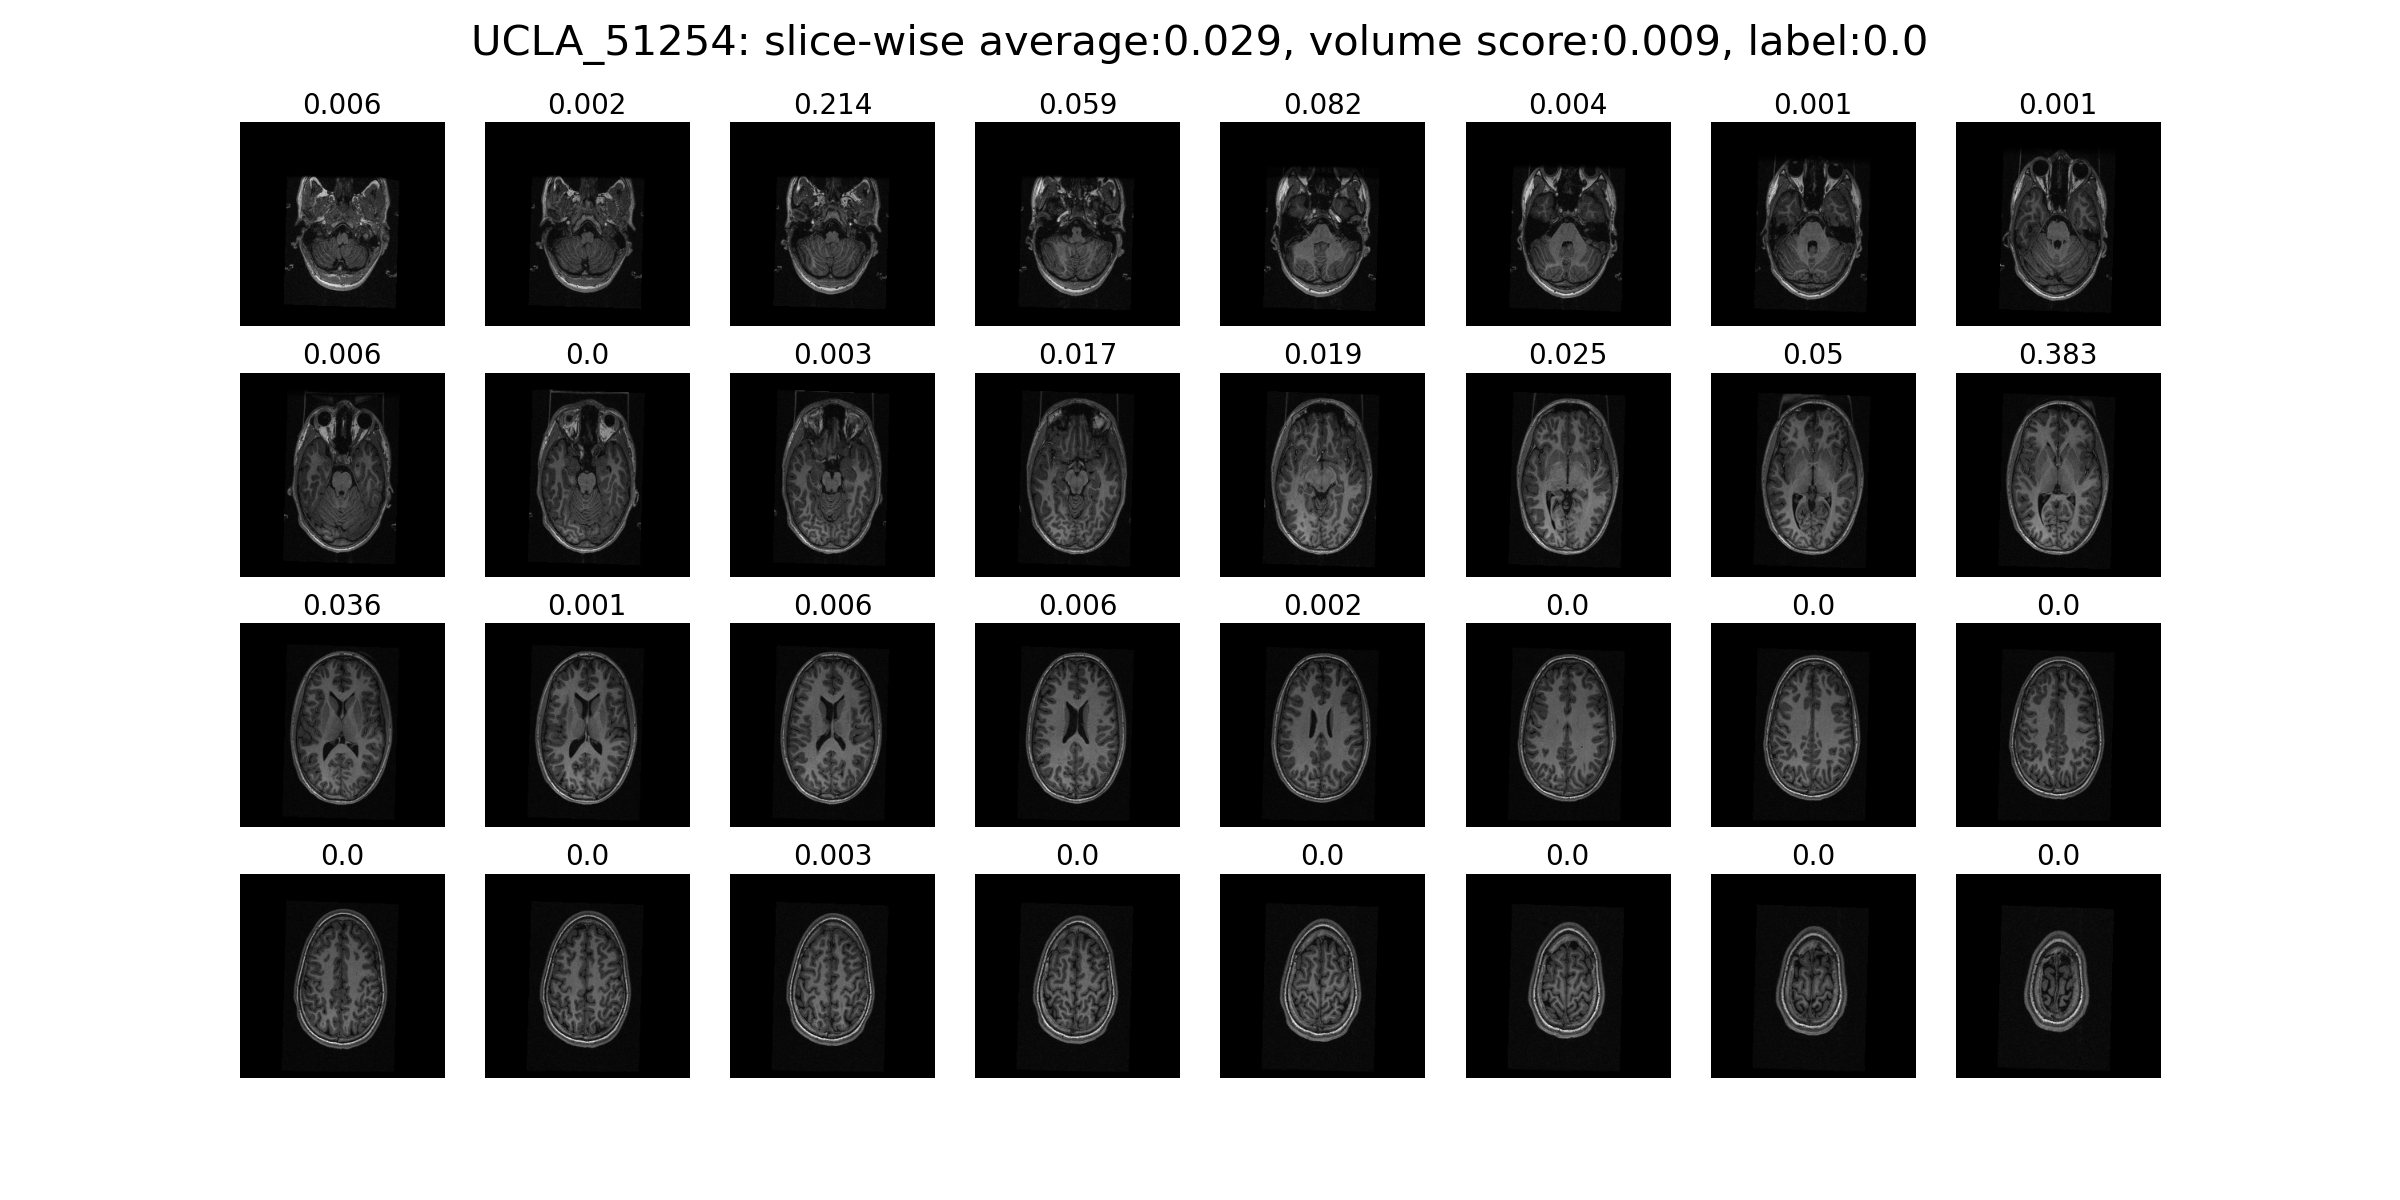 UCLA_51254: slice-wise average:0.029, volume score:0.009, label:0.0
0.006 0.002 0.214 0.059 0.082 0.004 0.001 0.001
0.006 0.0 0.003 0.017 0.019 0.025 0.05 0.383
0.036 0.001 0.006 0.006 0.002 0.0 0.0 0.0
0.0 0.0 0.003 0.0 0.0 0.0 0.0 0.0